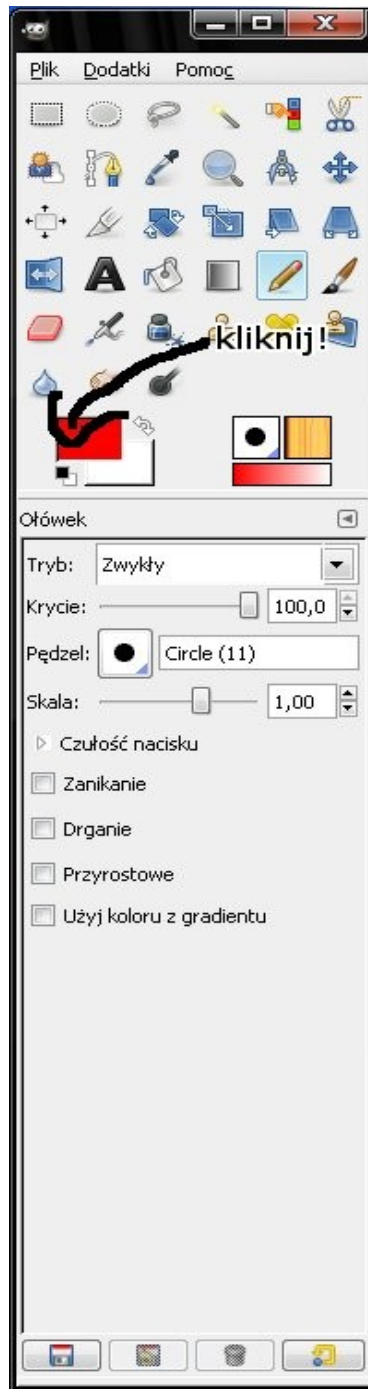 Plik Dodatki Pomoc
kliknij!
Ołówek
Tryb: Zwykły
Krycie: 100,0
Pędzel: Circle (11)
Skala: 1,00
Czułość nacisku
Zanikanie
Drganie
Przyrostowe
Użyj koloru z gradientu